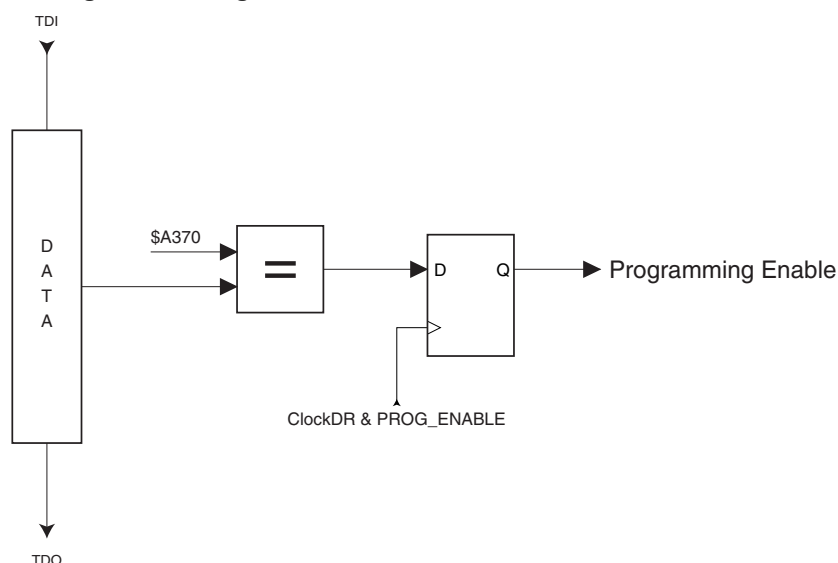 TDI
D
A
T
A
$A370
=
D
Q
Programming Enable
ClockDR & PROG_ENABLE
TDO